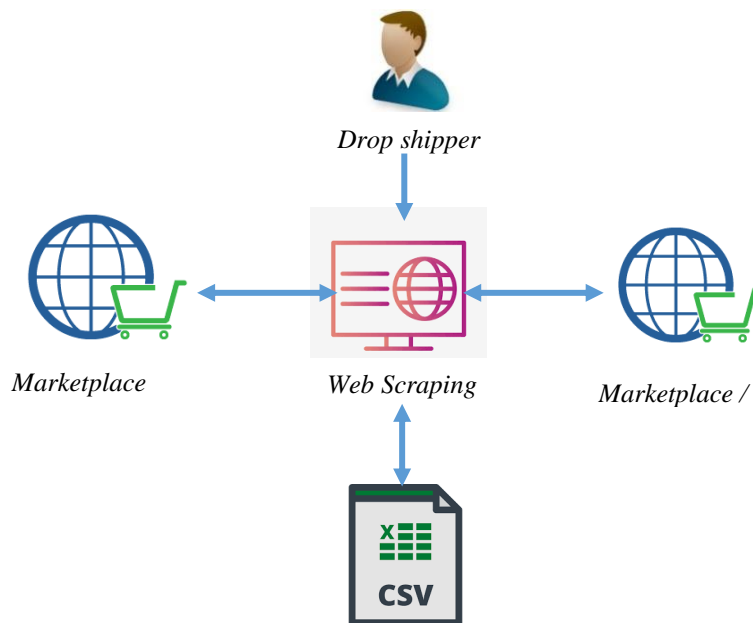 Drop shipper
Marketplace
Web Scraping
Marketplace /
X
CSV